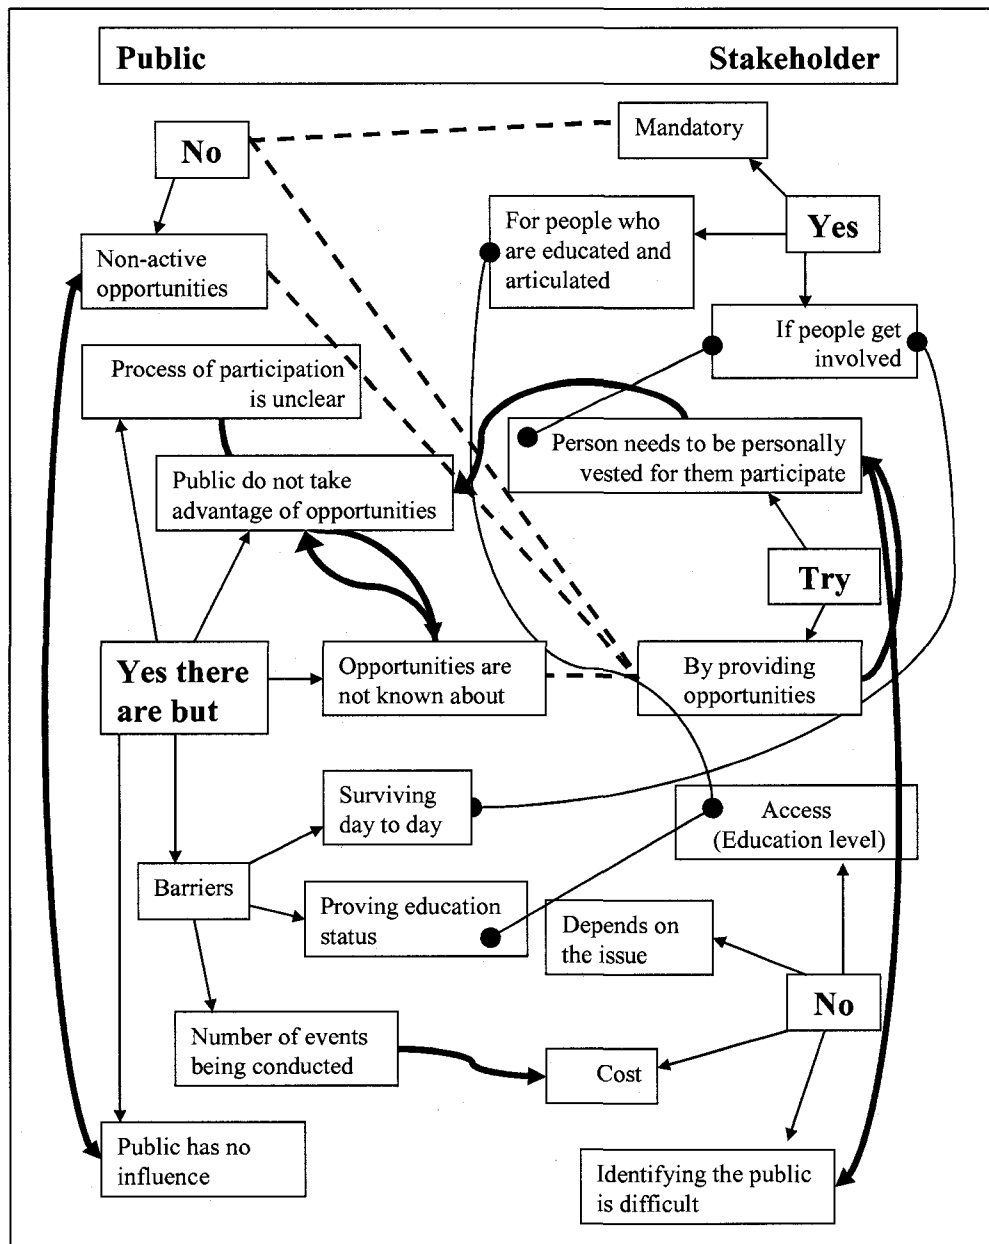 Public Stakeholder
Mandatory
No
For people who
are educated and
articulated
Yes
Non-active
opportunities
If people get
involved
Process of participation
is unclear
Person needs to be personally
vested for them participate
Public do not take
advantage of opportunities
Try
Yes there
are but
Opportunities are
not known about
By providing
opportunities
Surviving
day to day
Access
(Education level)
Barriers
Proving education
status
Depends on
the issue
No
Number of events
being conducted
Cost
Public has no
influence
Identifying the public
is difficult